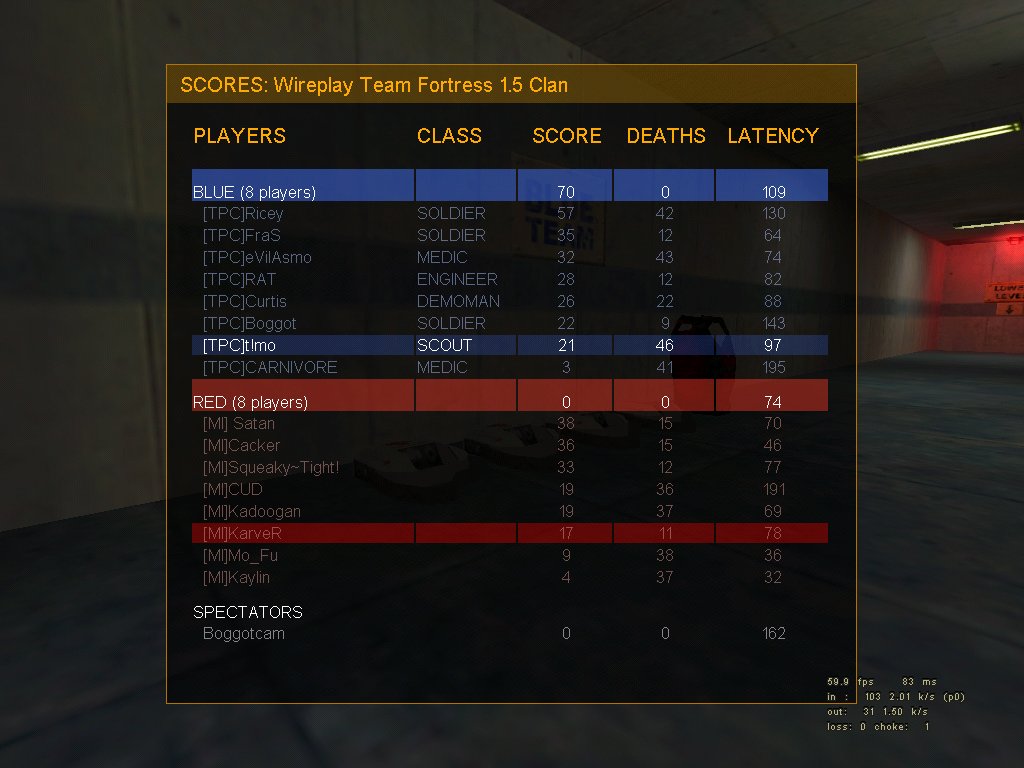 SCORES: Wireplay Team Fortress 1.5 Clan
PLAYERS CLASS SCORE DEATHS LATENCY
BLUE (8 players) 70 0 109
[TPC]Ricey SOLDIER 57 42 130
[TPC]FraS SOLDIER 35 12 64
[TPC]eVilAsmo MEDIC 32 43 74
[TPC]RAT ENGINEER 28 12 82
[TPC]Curtis DEMOMAN 26 22 88
[TPC]Boggot SOLDIER 22 9 143
[TPC]t!mo SCOUT 21 46 97
[TPC]CARNIVORE MEDIC 3 41 195
RED (8 players) 0 0 74
[MI] Satan 38 15 70
[MI]Cacker 36 15 46
[MI]Squeaky~Tight! 33 12 77
[MI]CUD 19 36 191
[MI]Kadoogan 19 37 69
[MI]KarveR 17 11 78
[MI]Mo_Fu 9 38 36
[MI]Kaylin 4 37 32
SPECTATORS
Boggotcam 0 0 162
BLUE
TEAM
LOWER
LEVEL
59.9 fps 83 ms
in : 103 2.01 k/s (p0)
out: 31 1.50 k/s
loss: 0 choke: 1